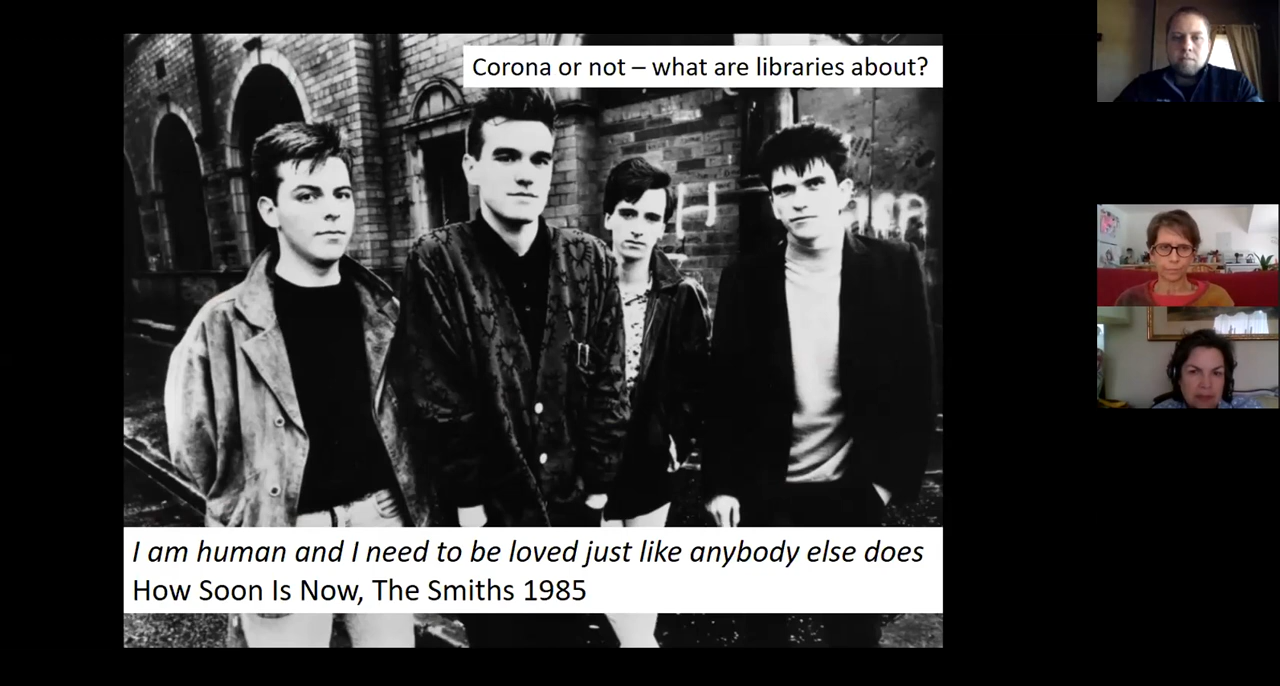 Corona or not – what are libraries about?
H
I am human and I need to be loved just like anybody else does
How Soon Is Now, The Smiths 1985